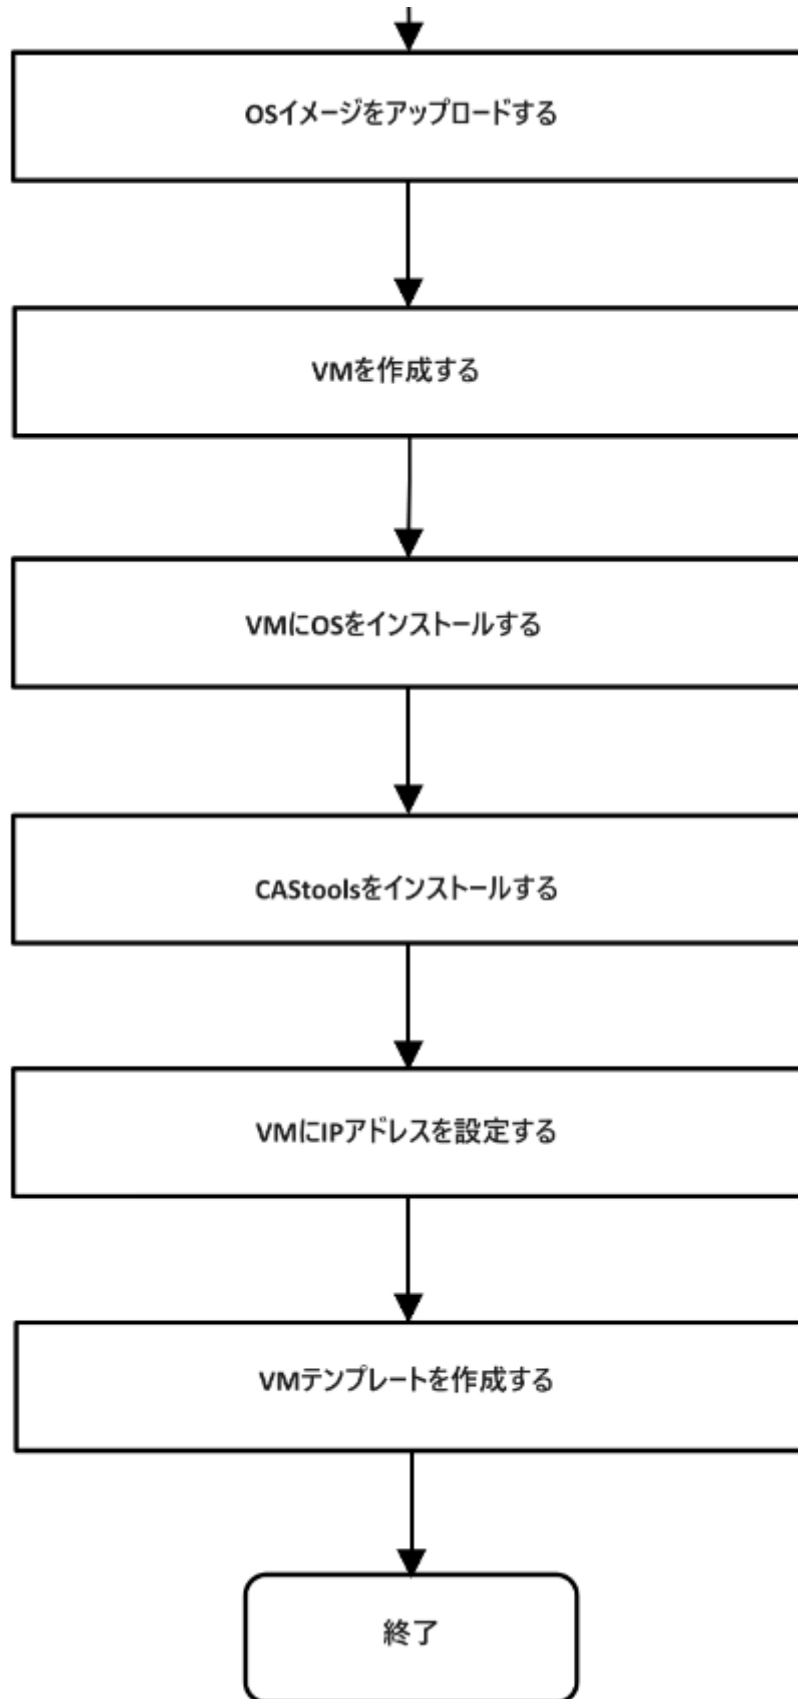 OSイメージをアップロードする
VMを作成する
VMにOSをインストールする
CAStoolsをインストールする
VMにIPアドレスを設定する
VMテンプレートを作成する
終了